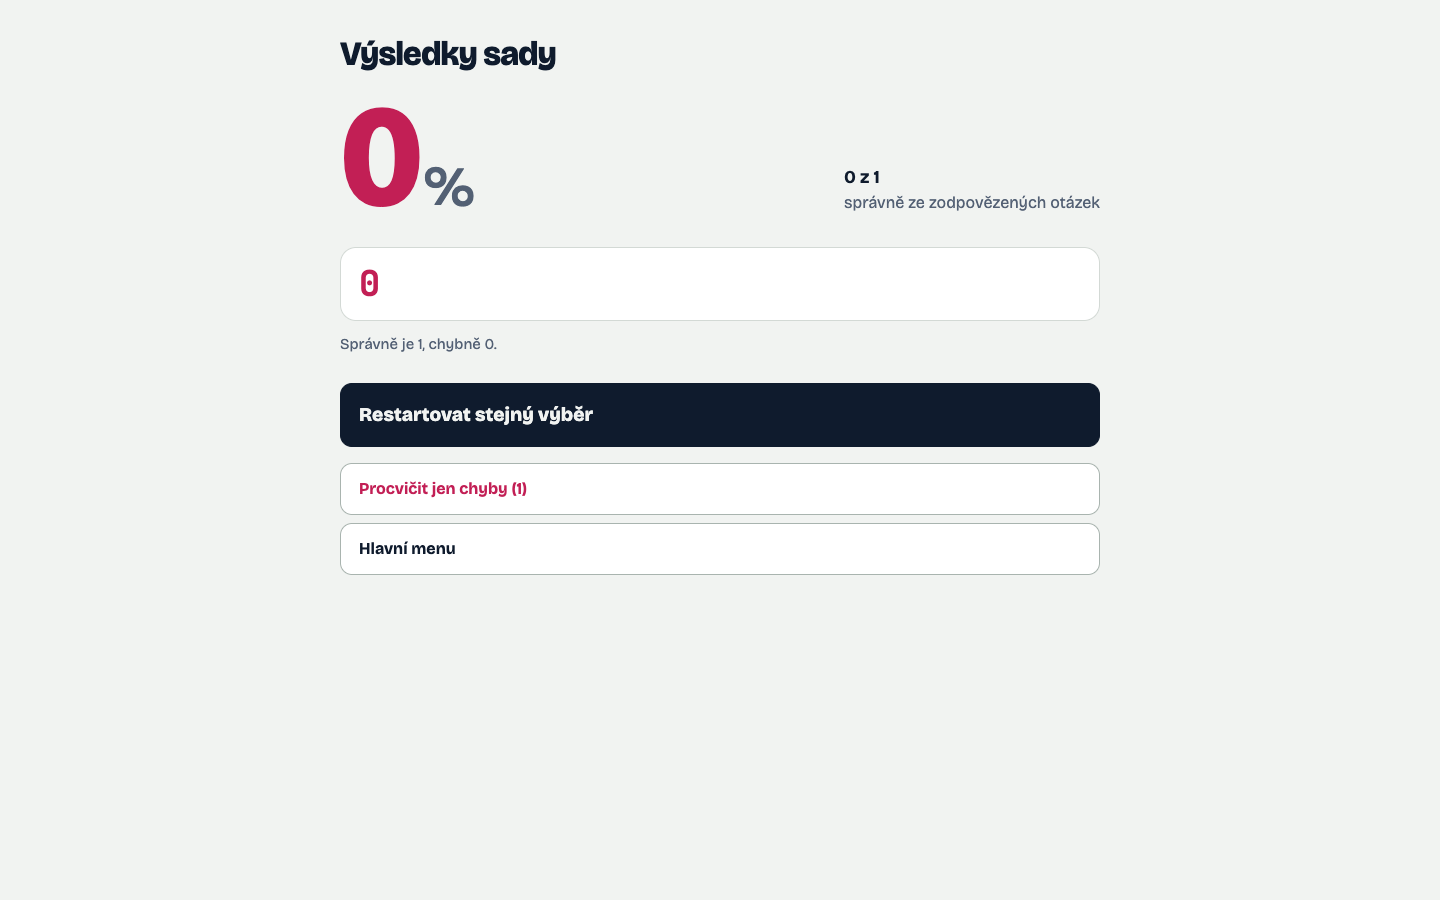 Výsledky sady
0%
0 z 1
správně ze zodpovězených otázek
0
Správně je 1, chybně 0.
Restartovat stejný výběr
Procvičit jen chyby (1)
Hlavní menu